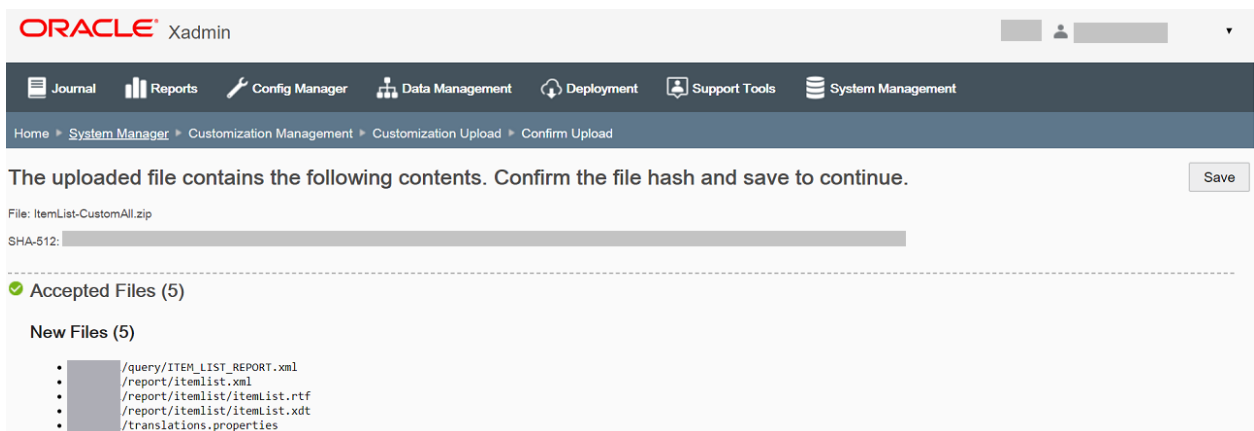 ORACLE Xadmin
Journal Reports Config Manager Data Management Deployment Support Tools System Management
Home ▸ System Manager ▸ Customization Management ▸ Customization Upload ▸ Confirm Upload
The uploaded file contains the following contents. Confirm the file hash and save to continue. Save
File: ItemList-CustomAll.zip
SHA-512:
Accepted Files (5)
New Files (5)
• /query/ITEM_LIST_REPORT.xml
• /report/itemlist.xml
• /report/itemlist/itemList.rtf
• /report/itemlist/itemList.xdt
• /translations.properties